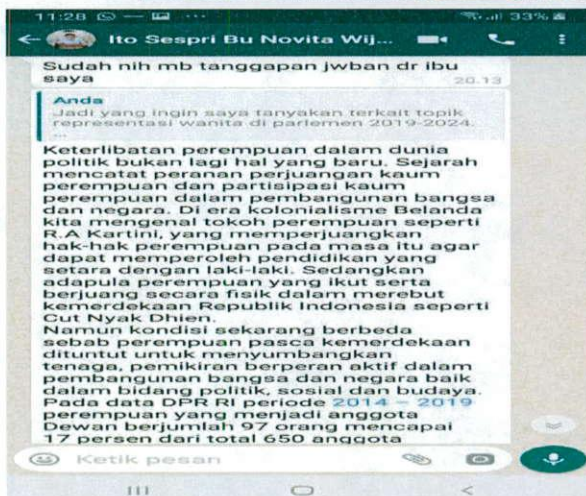 11:28
33%
Ito Sespri Bu Novita Wij...
Sudah nih mb tanggapan jwban dr ibu
saya
20.13
Anda
Jadi yang ingin saya tanyakan terkait topik
representasi wanita di parlemen 2019-2024.
...
Keterlibatan perempuan dalam dunia
politik bukan lagi hal yang baru. Sejarah
mencatat peranan perjuangan kaum
perempuan dan partisipasi kaum
perempuan dalam pembangunan bangsa
dan negara. Di era kolonialisme Belanda
kita mengenal tokoh perempuan seperti
R.A Kartini, yang memperjuangkan
hak-hak perempuan pada masa itu agar
dapat memperoleh pendidikan yang
setara dengan laki-laki. Sedangkan
adapula perempuan yang ikut serta
berjuang secara fisik dalam merebut
kemerdekaan Republik Indonesia seperti
Cut Nyak Dhien.
Namun kondisi sekarang berbeda
sebab perempuan pasca kemerdekaan
dituntut untuk menyumbangkan
tenaga, pemikiran berperan aktif dalam
pembangunan bangsa dan negara baik
dalam bidang politik, sosial dan budaya.
Pada data DPR RI periode 2014 – 2019
perempuan yang menjadi anggota
Dewan berjumlah 97 orang mencapai
17 persen dari total 650 anggota
Ketik pesan